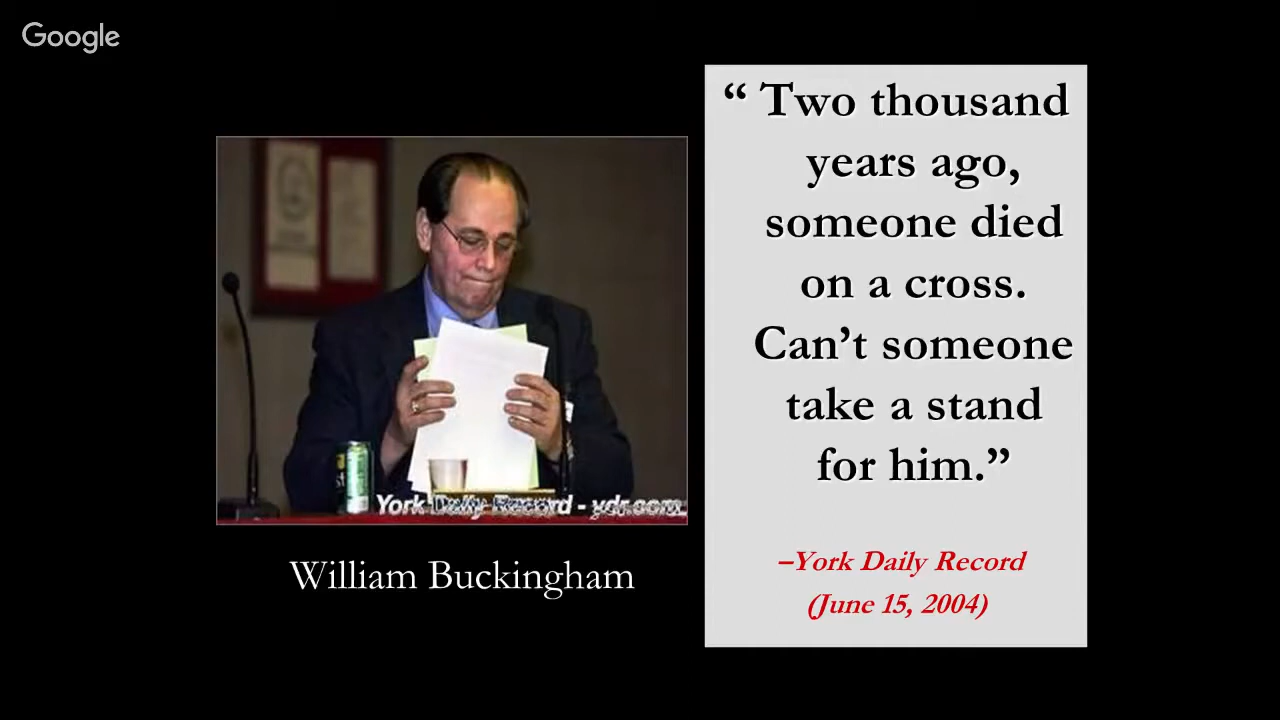 Google
“ Two thousand
years ago,
someone died
on a cross.
Can’t someone
take a stand
for him.”
–York Daily Record
(June 15, 2004)
York Daily Record - ydr.com
William Buckingham